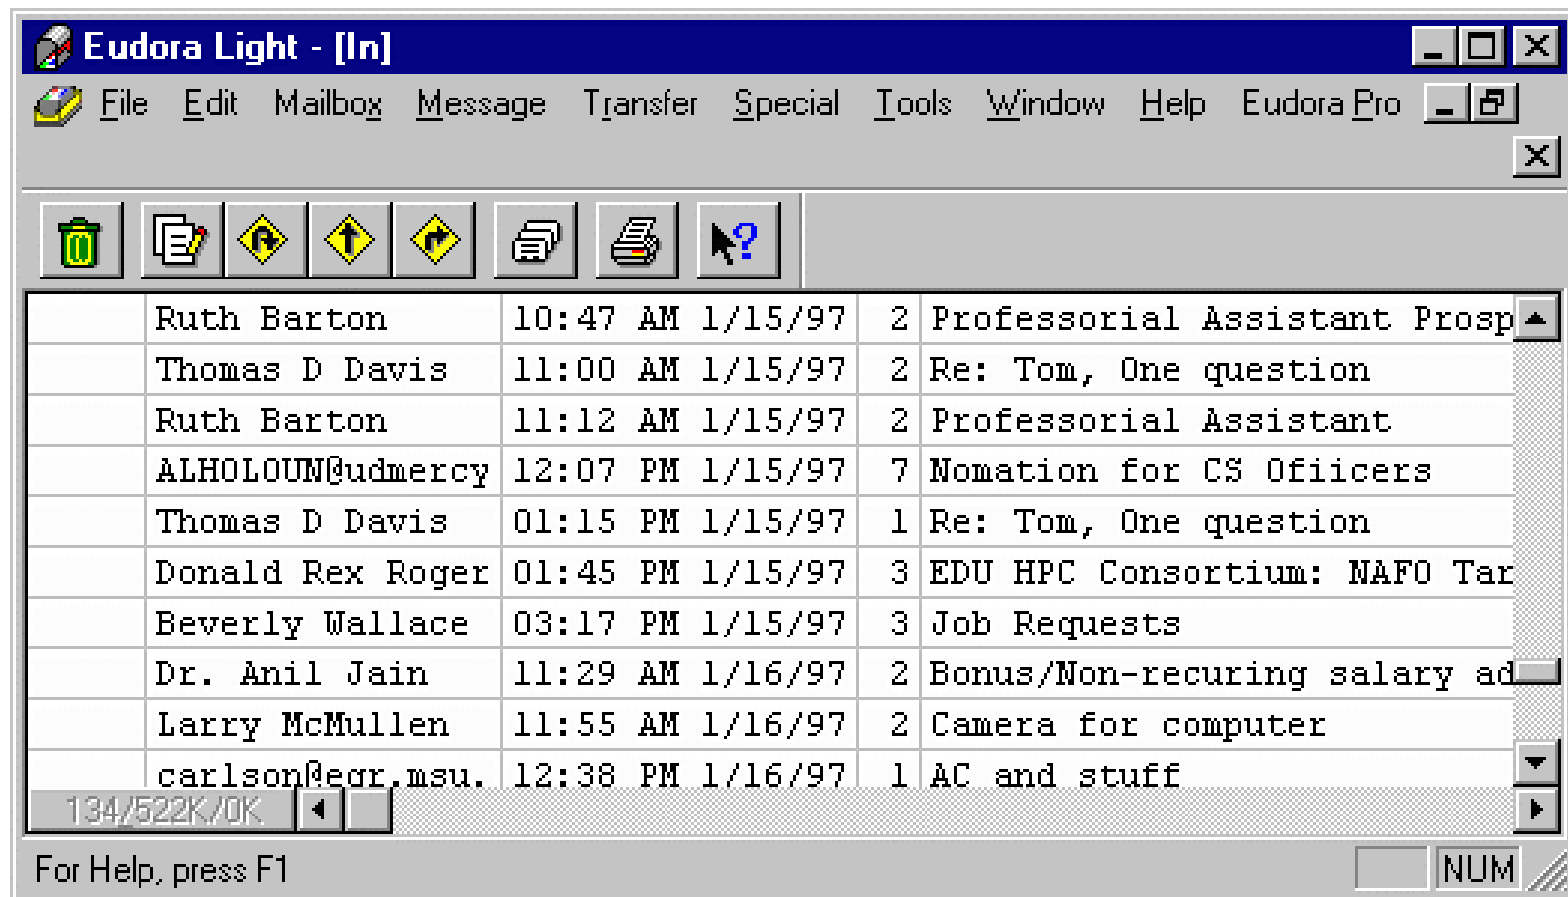 Eudora Light - [In]
File Edit Mailbox Message Transfer Special Tools Window Help Eudora Pro
Ruth Barton 10:47 AM 1/15/97 2 Professorial Assistant Prosp
Thomas D Davis 11:00 AM 1/15/97 2 Re: Tom, One question
Ruth Barton 11:12 AM 1/15/97 2 Professorial Assistant
ALHOLOUN@udmercy 12:07 PM 1/15/97 7 Nomation for CS Ofiicers
Thomas D Davis 01:15 PM 1/15/97 1 Re: Tom, One question
Donald Rex Roger 01:45 PM 1/15/97 3 EDU HPC Consortium: NAFO Tar
Beverly Wallace 03:17 PM 1/15/97 3 Job Requests
Dr. Anil Jain 11:29 AM 1/16/97 2 Bonus/Non-recuring salary ad
Larry McMullen 11:55 AM 1/16/97 2 Camera for computer
carlson@egr.msu. 12:38 PM 1/16/97 1 AC and stuff
134/522K/0K
For Help, press F1 NUM